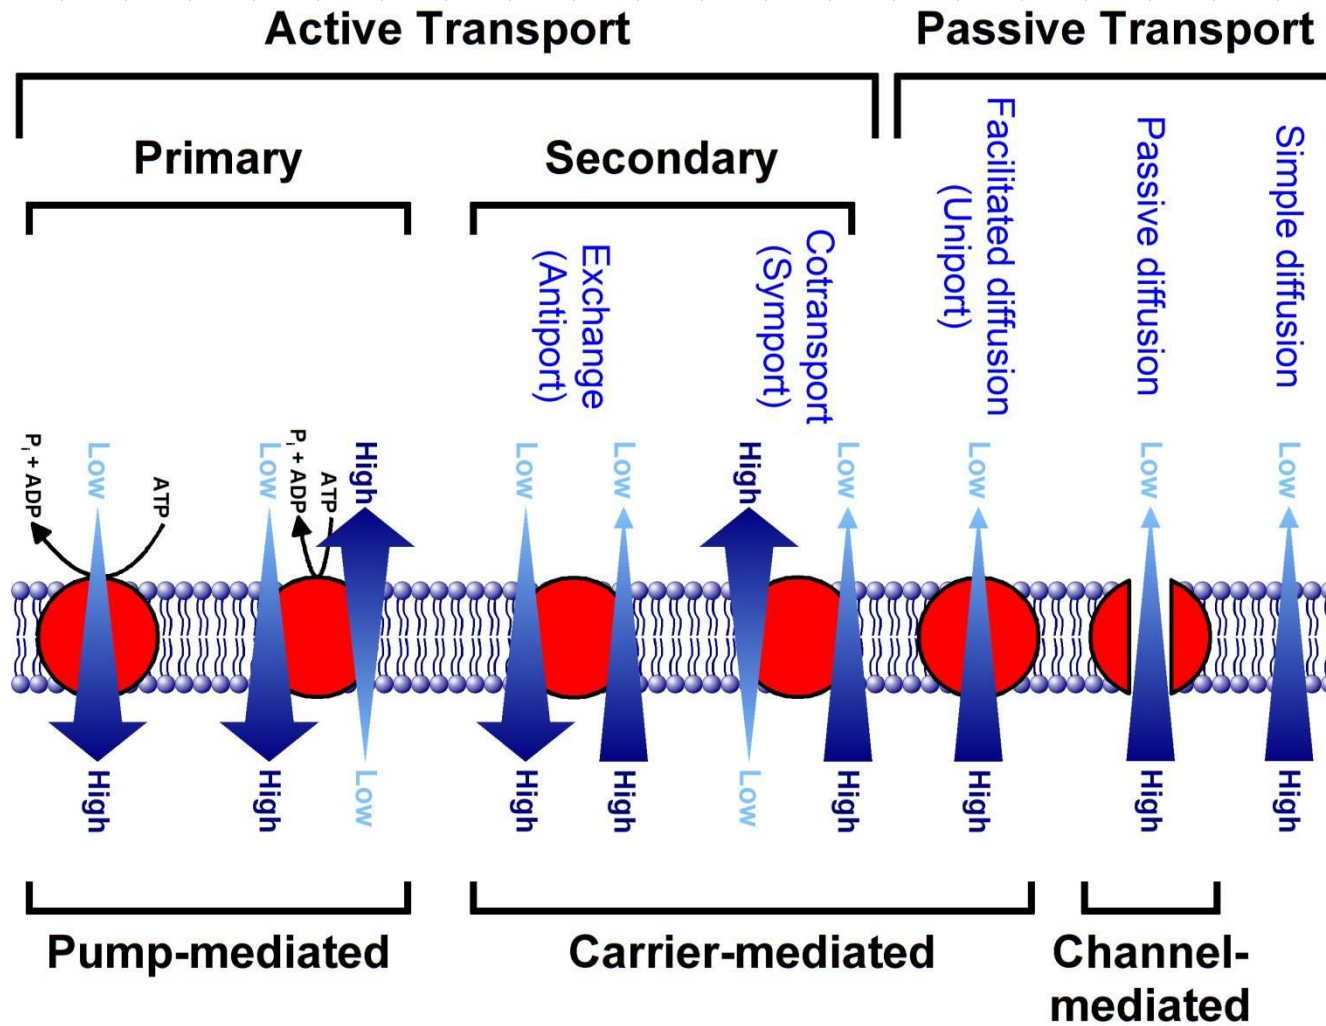 Active Transport
Passive Transport
Primary
Secondary
Exchange
(Antiport)
Cotransport
(Symport)
Facilitated diffusion
(Uniport)
Passive diffusion
Simple diffusion
Pᵢ + ADP
Low
ATP
Low
Pᵢ + ADP
ATP
High
Low
Low
High
Low
Low
Low
Low
High
High
Low
High
High
Low
High
High
High
High
Pump-mediated
Carrier-mediated
Channel-
mediated